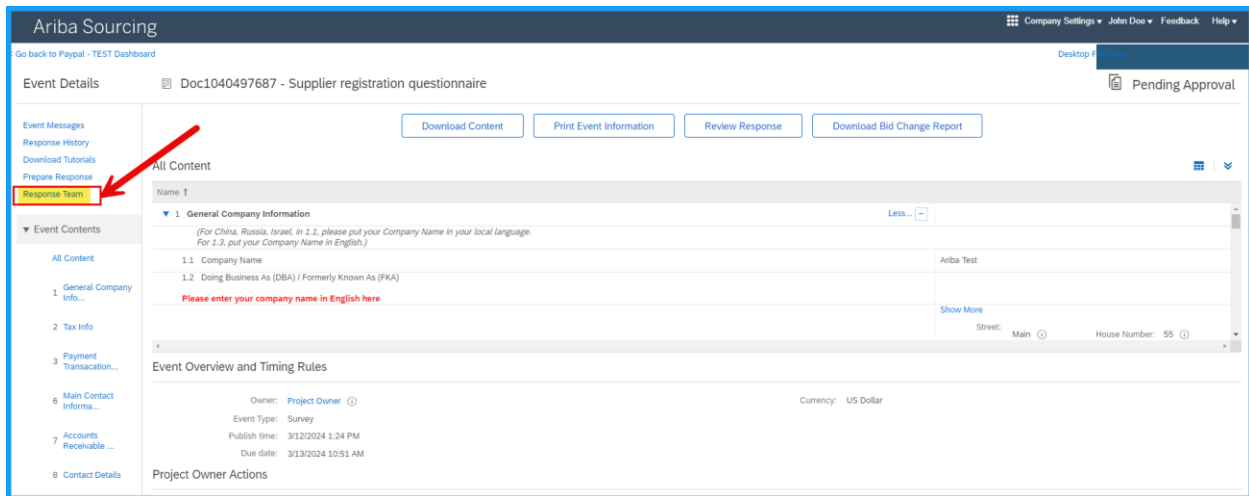 Ariba Sourcing
Company Settings ▾ John Doe ▾ Feedback Help ▾
Go back to Paypal - TEST Dashboard
Desktop
Event Details
Doc1040497687 - Supplier registration questionnaire
Pending Approval
Event Messages
Response History
Download Tutorials
Prepare Response
Response Team
▼ Event Contents
All Content
1 General Company Info...
2 Tax Info
3 Payment Transacation...
6 Main Contact Informa...
7 Accounts Receivable ...
8 Contact Details
Download Content
Print Event Information
Review Response
Download Bid Change Report
All Content
Name ↑
▼ 1 General Company Information
Less... −
(For China, Russia, Israel, in 1.1, please put your Company Name in your local language.
For 1.3, put your Company Name in English.)
1.1 Company Name
Ariba Test
1.2 Doing Business As (DBA) / Formerly Known As (FKA)
Please enter your company name in English here
Show More
Street: Main House Number: 55
Event Overview and Timing Rules
Owner: Project Owner
Currency: US Dollar
Event Type: Survey
Publish time: 3/12/2024 1:24 PM
Due date: 3/13/2024 10:51 AM
Project Owner Actions